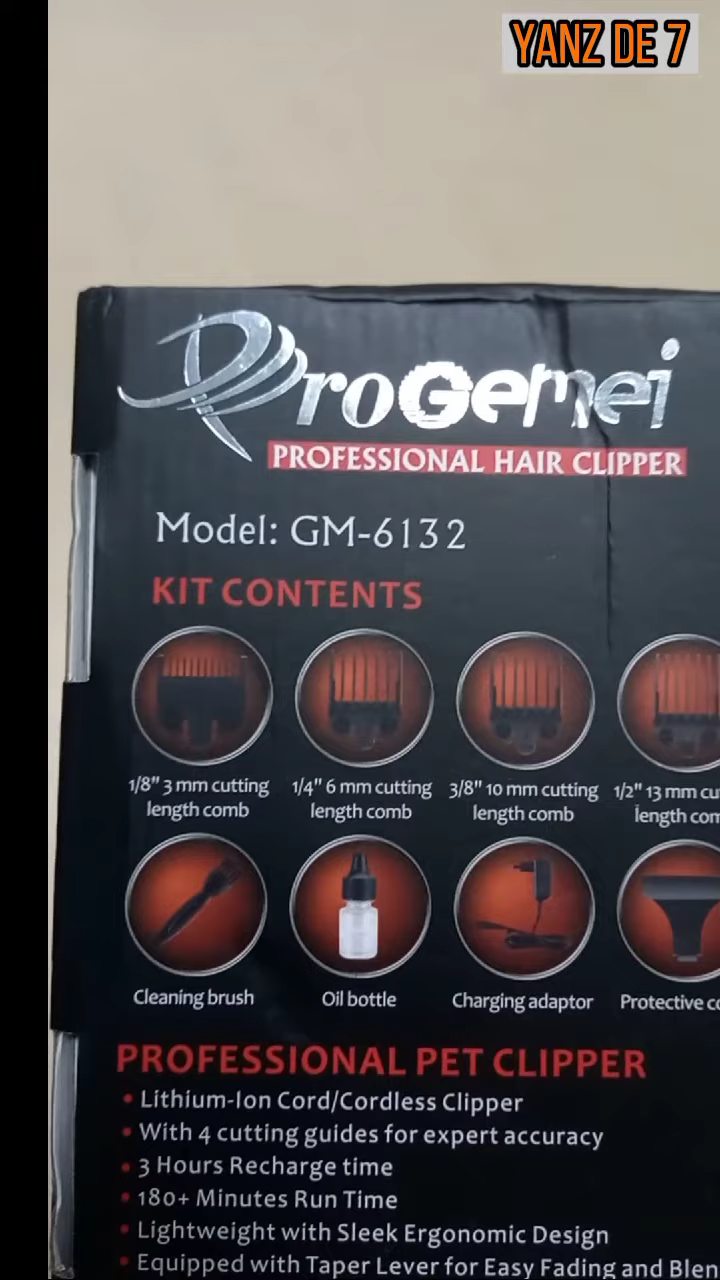 YANZ DE 7
ProGemei
PROFESSIONAL HAIR CLIPPER
Model: GM-6132
KIT CONTENTS
1/8" 3 mm cutting length comb
1/4" 6 mm cutting length comb
3/8" 10 mm cutting length comb
1/2" 13 mm
length
Cleaning brush
Oil bottle
Charging adaptor
Protective
PROFESSIONAL PET CLIPPER
• Lithium-Ion Cord/Cordless Clipper
• With 4 cutting guides for expert accuracy
• 3 Hours Recharge time
• 180+ Minutes Run Time
• Lightweight with Sleek Ergonomic Design
• Equipped with Taper Lever for Easy Fading and